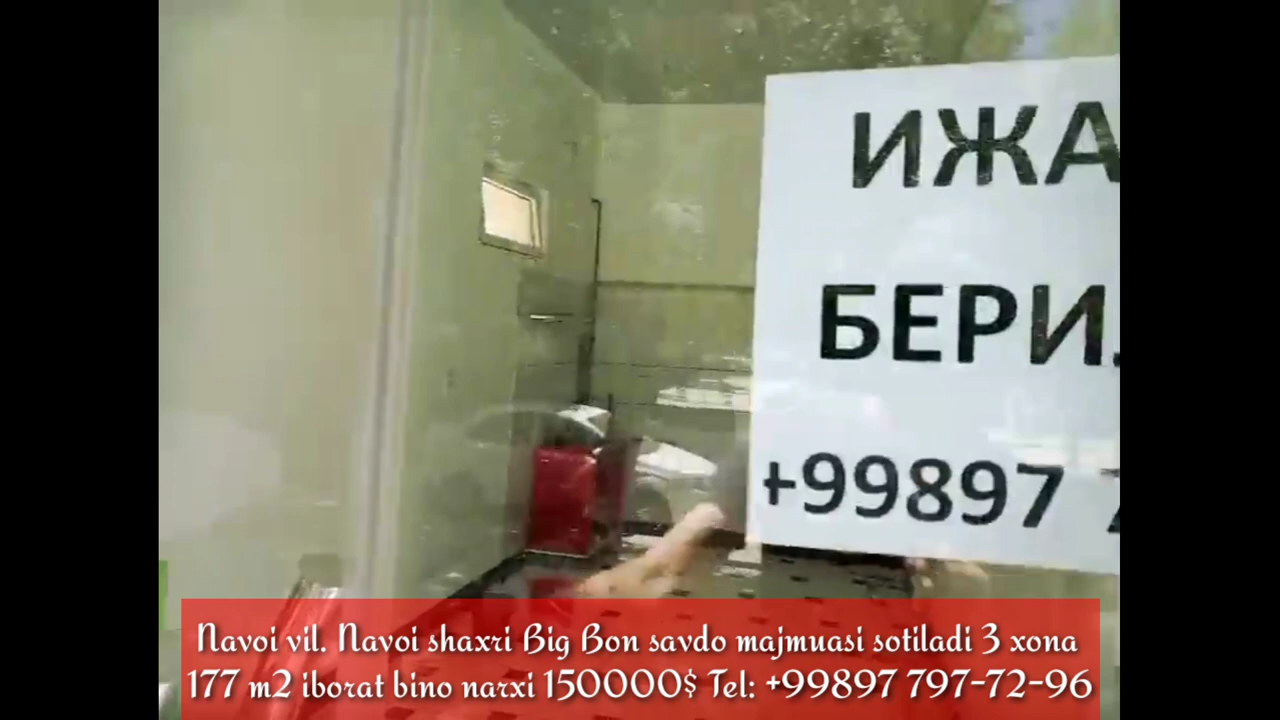 ИЖА
БЕРИ
+99897 7
Navoi vil. Navoi shaxri Big Bon savdo majmuasi sotiladi 3 xona
177 m2 iborat bino narxi 150000$ Tel: +99897 797-72-96